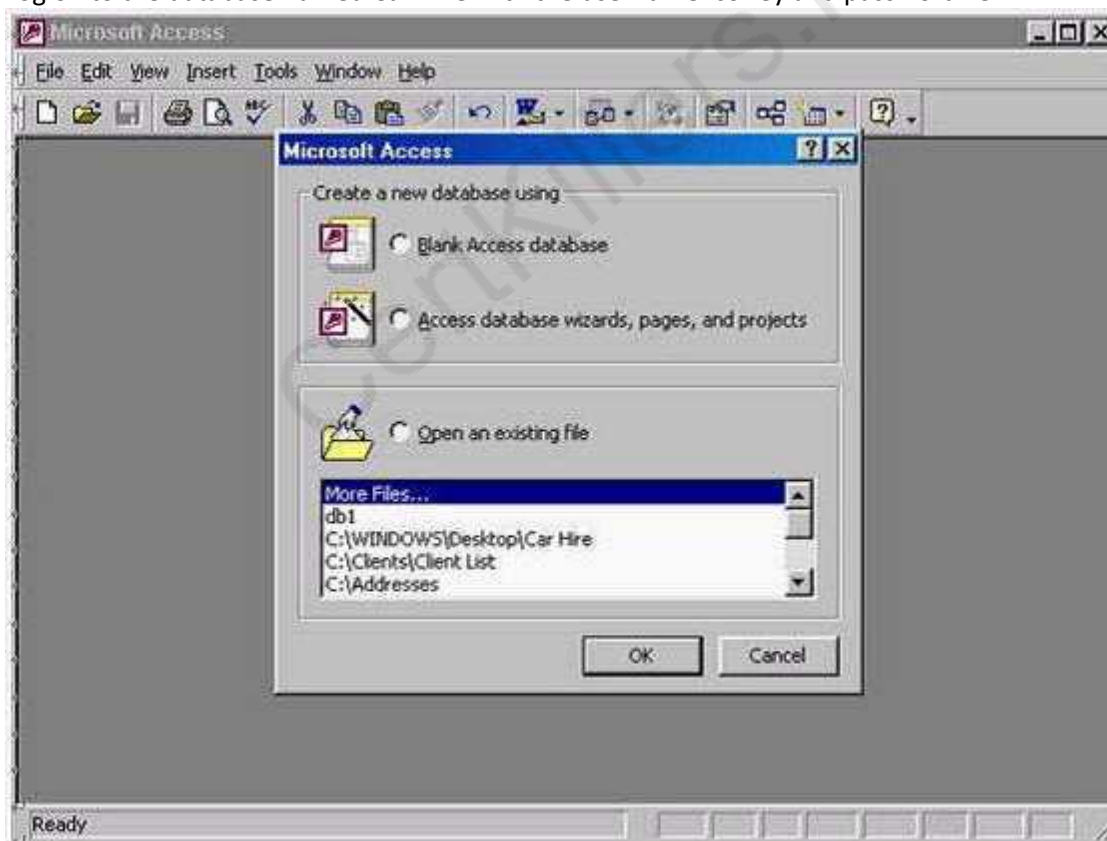 Microsoft Access
File Edit View Insert Tools Window Help
Microsoft Access
Create a new database using
Blank Access database
Access database wizards, pages, and projects
Open an existing file
More Files...
db1
C:\WINDOWS\Desktop\Car Hire
C:\Clients\Client List
C:\Addresses
OK Cancel
Ready